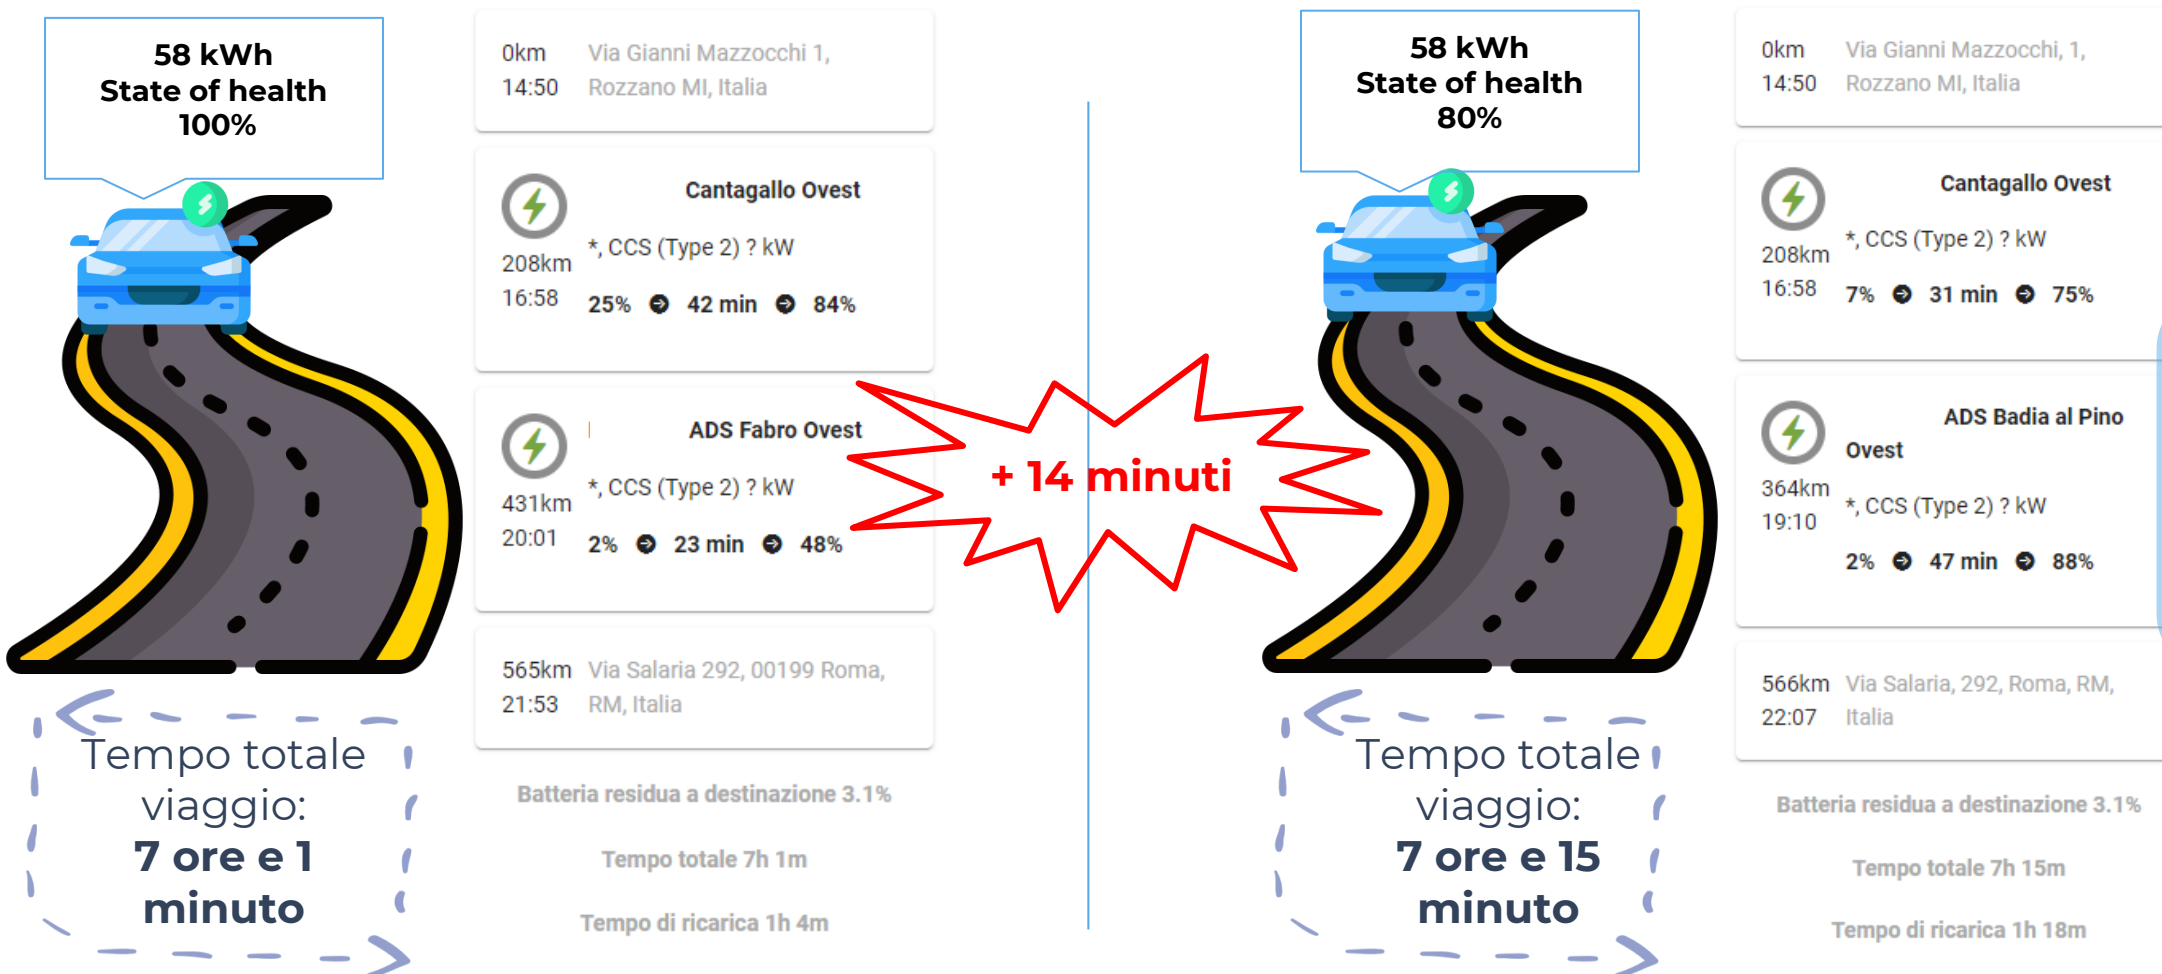 58 kWh
State of health
100%
0km Via Gianni Mazzocchi 1,
14:50 Rozzano MI, Italia
Cantagallo Ovest
*, CCS (Type 2) ? kW
208km
16:58
25% 42 min 84%
ADS Fabro Ovest
*, CCS (Type 2) ? kW
431km
20:01
2% 23 min 48%
565km Via Salaria 292, 00199 Roma,
21:53 RM, Italia
Batteria residua a destinazione 3.1%
Tempo totale 7h 1m
Tempo di ricarica 1h 4m
Tempo totale
viaggio:
7 ore e 1
minuto
+ 14 minuti
58 kWh
State of health
80%
0km Via Gianni Mazzocchi, 1,
14:50 Rozzano MI, Italia
Cantagallo Ovest
*, CCS (Type 2) ? kW
208km
16:58
7% 31 min 75%
ADS Badia al Pino
Ovest
*, CCS (Type 2) ? kW
364km
19:10
2% 47 min 88%
566km Via Salaria, 292, Roma, RM,
22:07 Italia
Batteria residua a destinazione 3.1%
Tempo totale 7h 15m
Tempo di ricarica 1h 18m
Tempo totale
viaggio:
7 ore e 15
minuto